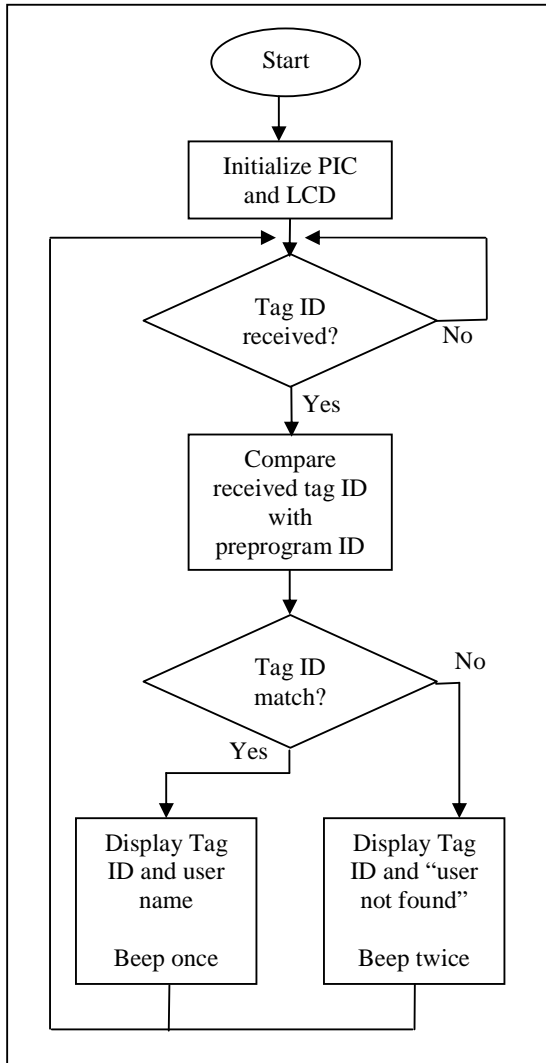 Start
Initialize PIC
and LCD
Tag ID
received?
No
Yes
Compare
received tag ID
with
preprogram ID
Tag ID
match?
No
Yes
Display Tag
ID and user
name
Beep once
Display Tag
ID and “user
not found”
Beep twice